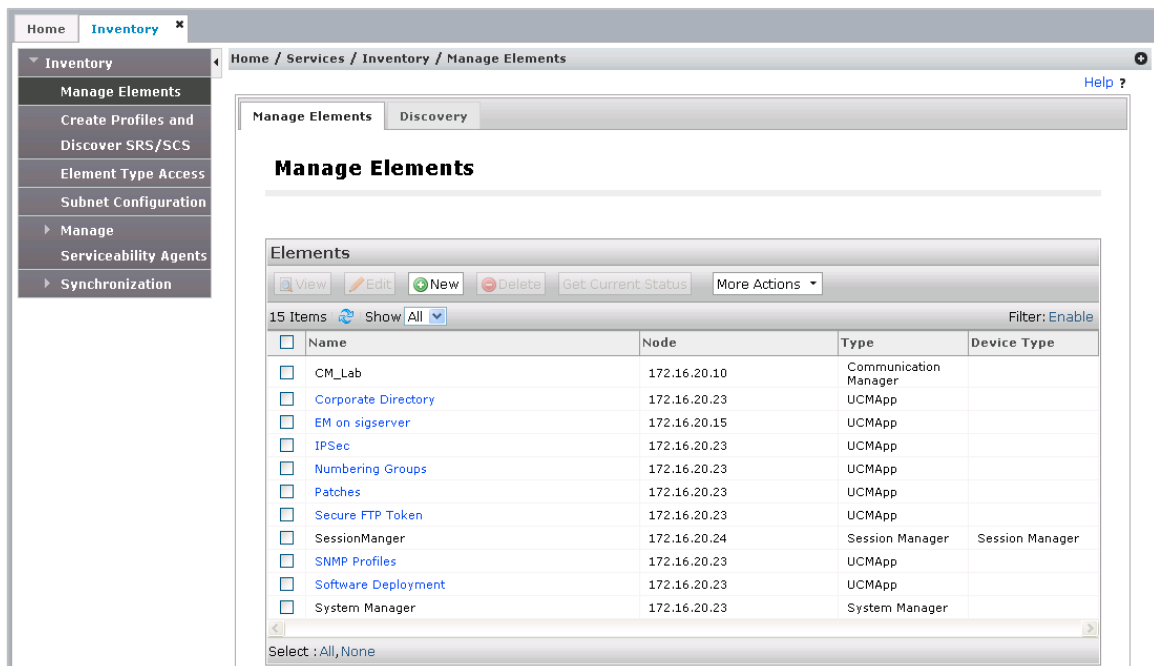 Home
Inventory ×
Inventory
Manage Elements
Create Profiles and
Discover SRS/SCS
Element Type Access
Subnet Configuration
Manage
Serviceability Agents
Synchronization
Home / Services / Inventory / Manage Elements
Help ?
Manage Elements
Discovery
Manage Elements
Elements
View Edit New Delete Get Current Status More Actions
15 Items Show All Filter: Enable
Name Node Type Device Type
CM_Lab 172.16.20.10 Communication
Manager
Corporate Directory 172.16.20.23 UCMApp
EM on sigserver 172.16.20.15 UCMApp
IPSec 172.16.20.23 UCMApp
Numbering Groups 172.16.20.23 UCMApp
Patches 172.16.20.23 UCMApp
Secure FTP Token 172.16.20.23 UCMApp
SessionManger 172.16.20.24 Session Manager Session Manager
SNMP Profiles 172.16.20.23 UCMApp
Software Deployment 172.16.20.23 UCMApp
System Manager 172.16.20.23 System Manager
Select : All, None